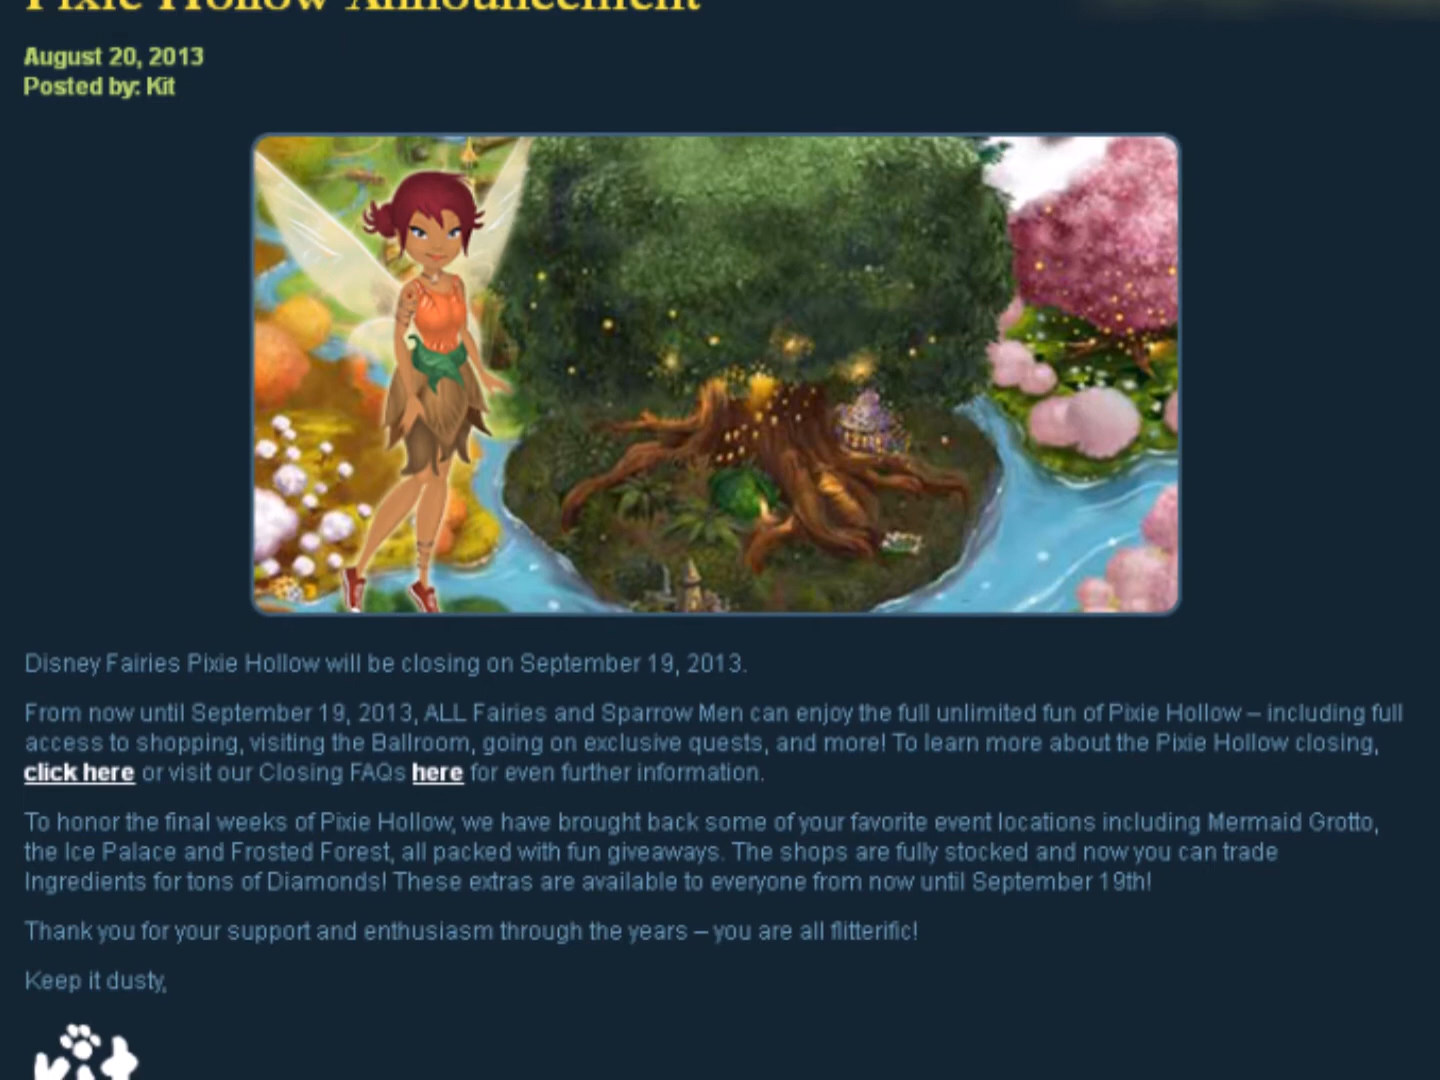 Pixie Hollow Announcement
August 20, 2013
Posted by: Kit
Disney Fairies Pixie Hollow will be closing on September 19, 2013.
From now until September 19, 2013, ALL Fairies and Sparrow Men can enjoy the full unlimited fun of Pixie Hollow – including full
access to shopping, visiting the Ballroom, going on exclusive quests, and more! To learn more about the Pixie Hollow closing,
click here or visit our Closing FAQs here for even further information.
To honor the final weeks of Pixie Hollow, we have brought back some of your favorite event locations including Mermaid Grotto,
the Ice Palace and Frosted Forest, all packed with fun giveaways. The shops are fully stocked and now you can trade
Ingredients for tons of Diamonds! These extras are available to everyone from now until September 19th!
Thank you for your support and enthusiasm through the years – you are all flitterific!
Keep it dusty,
Kit